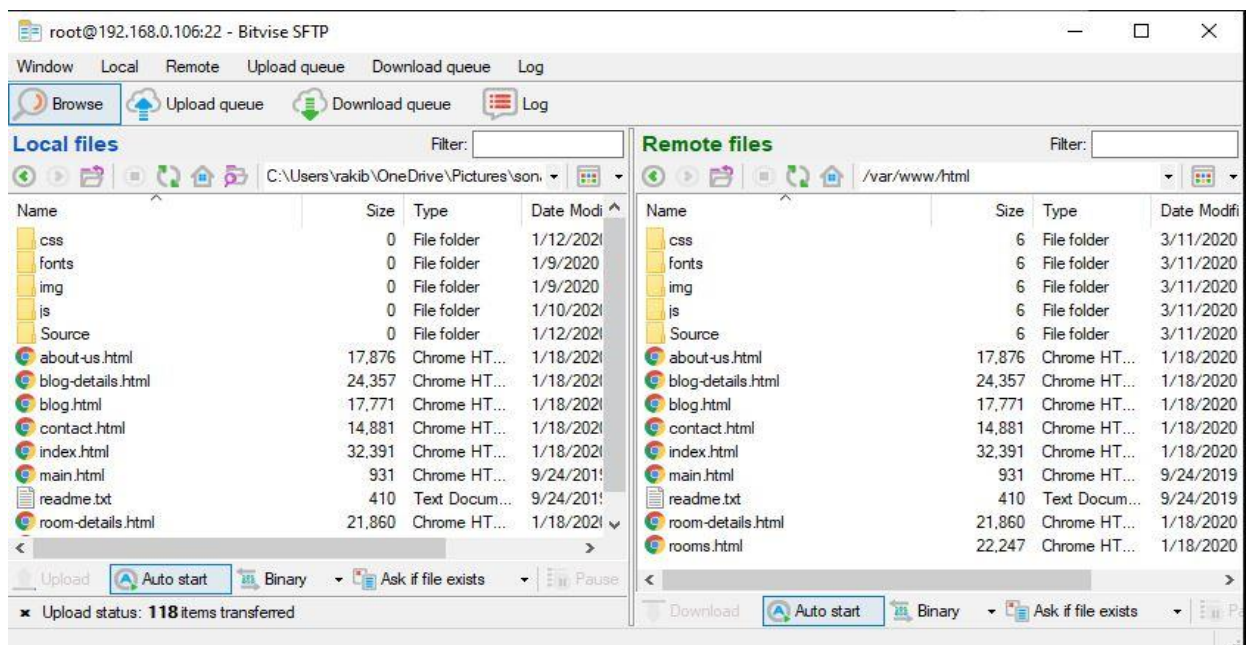 root@192.168.0.106:22 - Bitvise SFTP
Window Local Remote Upload queue Download queue Log
Browse Upload queue Download queue Log
Local files Filter:
C:\Users\rakib\OneDrive\Pictures\son
Name Size Type Date Modi
css 0 File folder 1/12/202
fonts 0 File folder 1/9/2020
img 0 File folder 1/9/2020
js 0 File folder 1/10/202
Source 0 File folder 1/12/202
about-us.html 17,876 Chrome HT... 1/18/202
blog-details.html 24,357 Chrome HT... 1/18/202
blog.html 17,771 Chrome HT... 1/18/202
contact.html 14,881 Chrome HT... 1/18/202
index.html 32,391 Chrome HT... 1/18/202
main.html 931 Chrome HT... 9/24/201
readme.txt 410 Text Docum... 9/24/201
room-details.html 21,860 Chrome HT... 1/18/202
Upload Auto start Binary Ask if file exists Pause
Upload status: 118 items transferred
Remote files Filter:
/var/www/html
Name Size Type Date Modifi
css 6 File folder 3/11/2020
fonts 6 File folder 3/11/2020
img 6 File folder 3/11/2020
js 6 File folder 3/11/2020
Source 6 File folder 3/11/2020
about-us.html 17,876 Chrome HT... 1/18/2020
blog-details.html 24,357 Chrome HT... 1/18/2020
blog.html 17,771 Chrome HT... 1/18/2020
contact.html 14,881 Chrome HT... 1/18/2020
index.html 32,391 Chrome HT... 1/18/2020
main.html 931 Chrome HT... 9/24/2019
readme.txt 410 Text Docum... 9/24/2019
room-details.html 21,860 Chrome HT... 1/18/2020
rooms.html 22,247 Chrome HT... 1/18/2020
Download Auto start Binary Ask if file exists